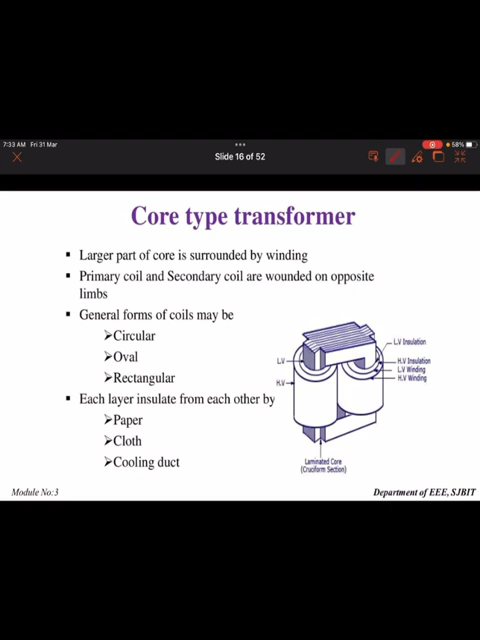 7:33 AM Fri 31 Mar
58%
Slide 16 of 52
Core type transformer
▪ Larger part of core is surrounded by winding
▪ Primary coil and Secondary coil are wounded on opposite
limbs
▪ General forms of coils may be
➢Circular
➢Oval
➢Rectangular
▪ Each layer insulate from each other by
➢Paper
➢Cloth
➢Cooling duct
L.V
H.V
L.V Insulation
H.V Insulation
L.V Winding
H.V Winding
Laminated Core
(Cruciform Section)
Module No:3
Department of EEE, SJBIT